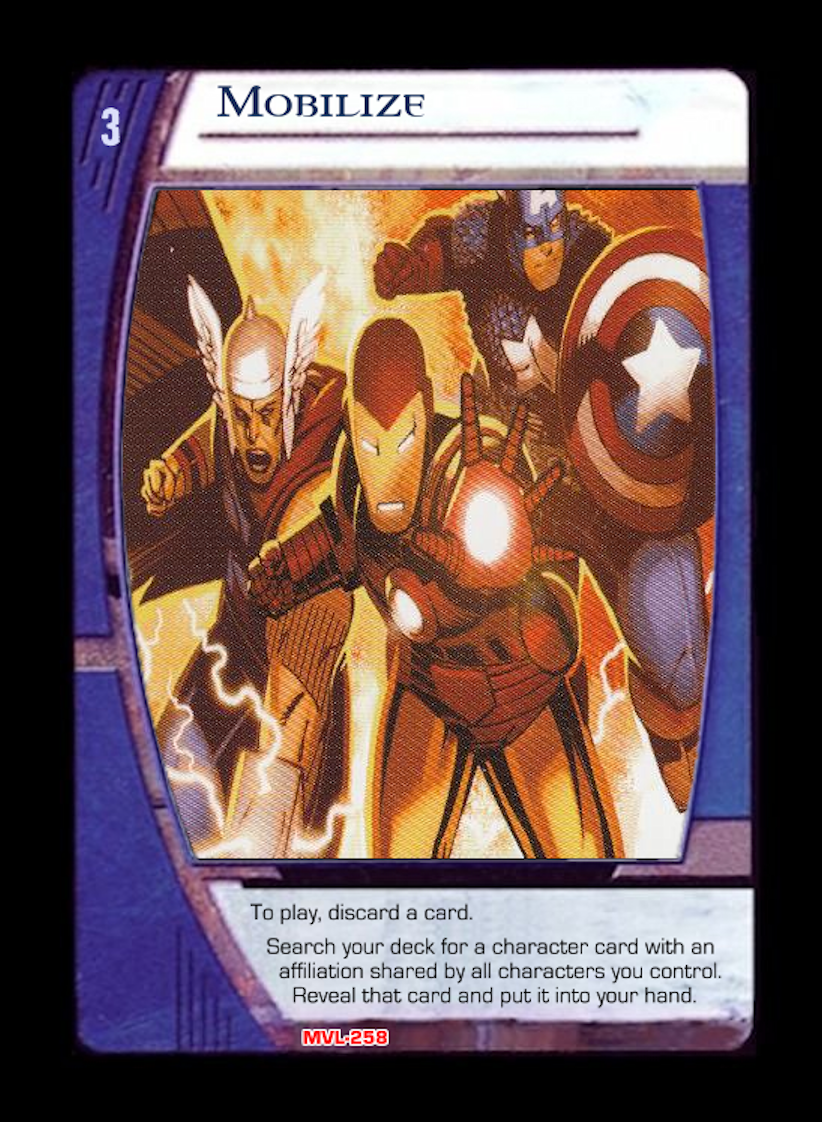 3
Mobilize
To play, discard a card.
Search your deck for a character card with an
affiliation shared by all characters you control.
Reveal that card and put it into your hand.
MVL-258